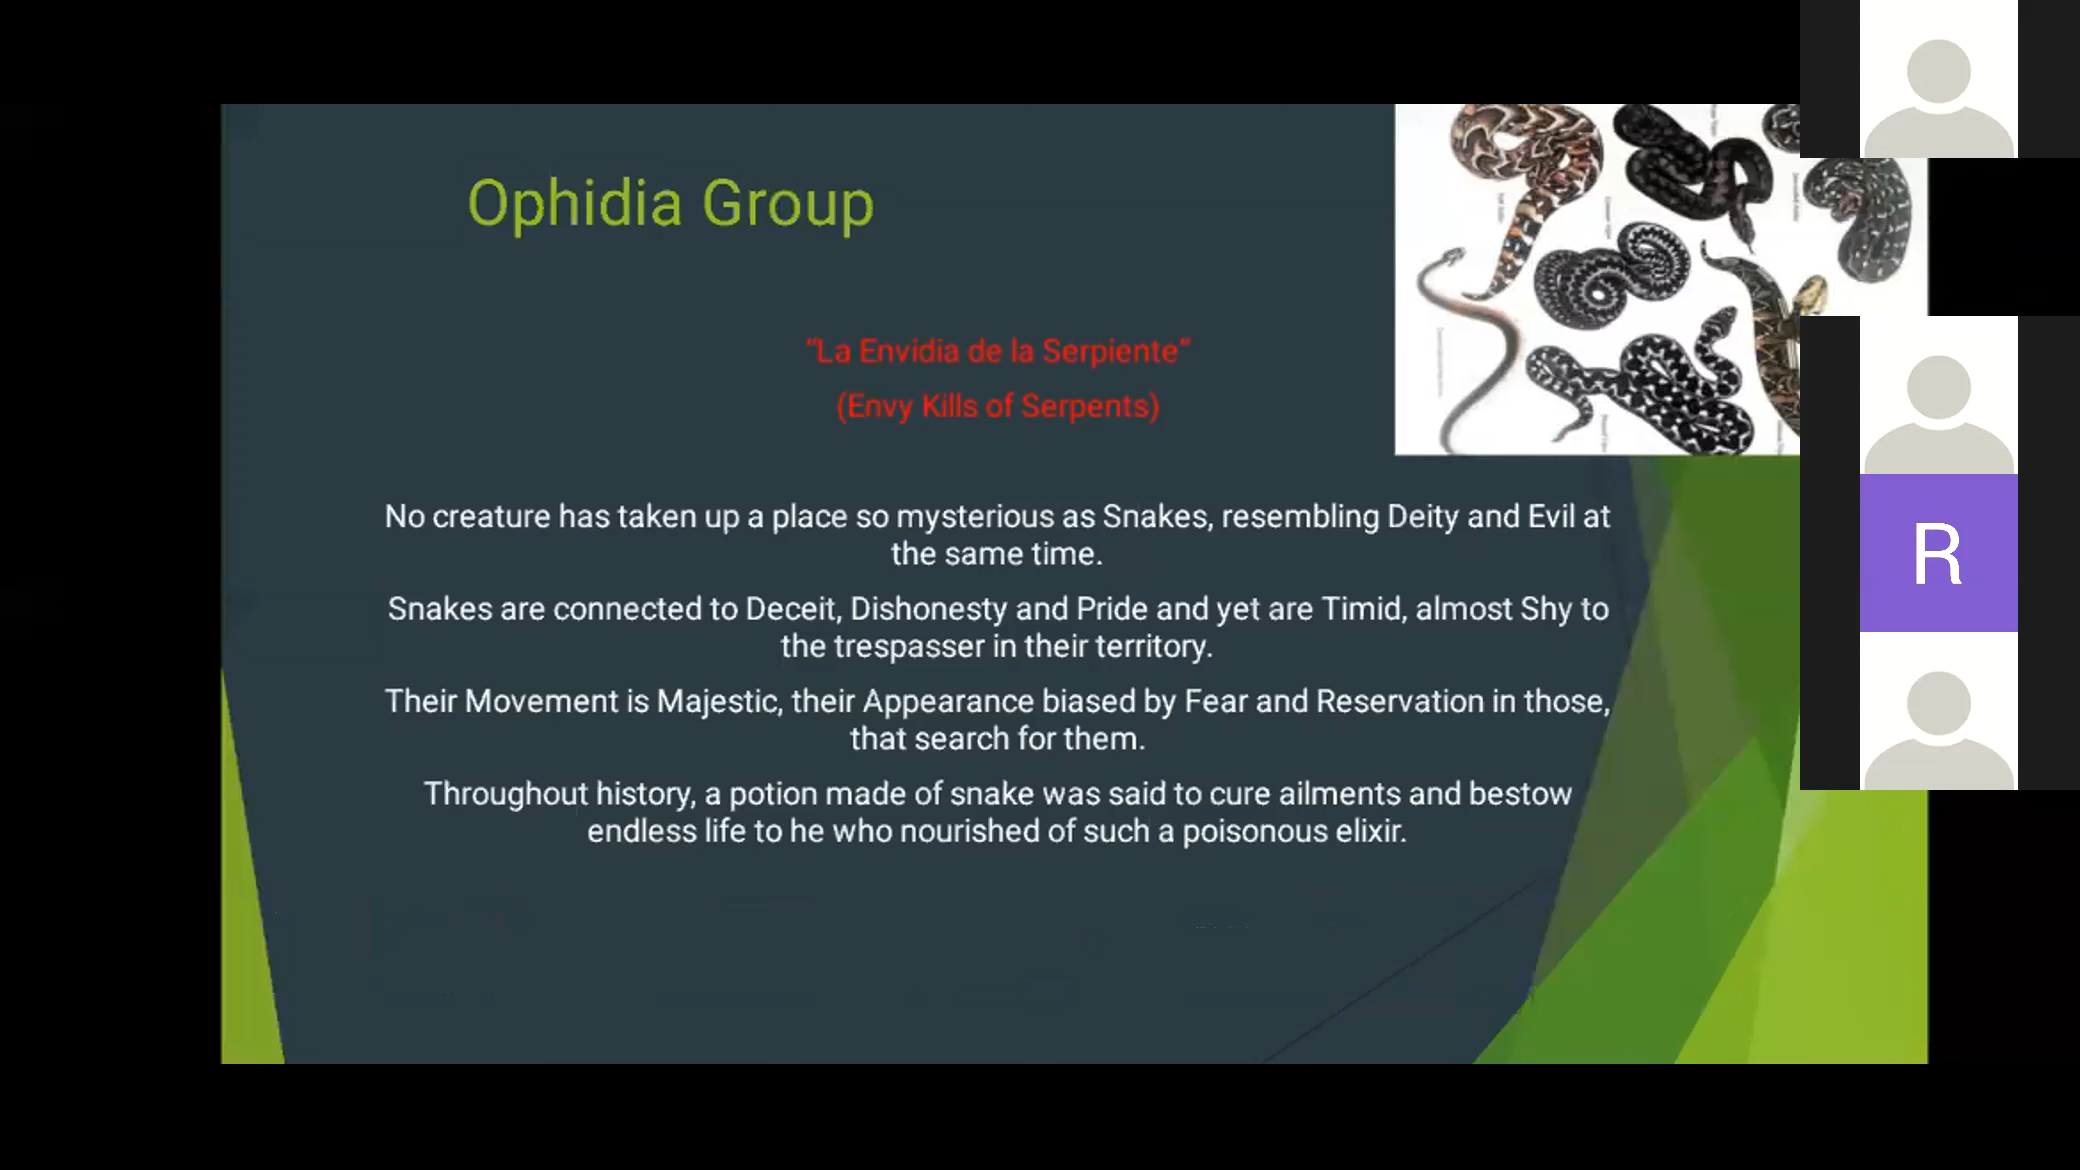 Ophidia Group
"La Envidia de la Serpiente"
(Envy Kills of Serpents)
No creature has taken up a place so mysterious as Snakes, resembling Deity and Evil at
the same time.
Snakes are connected to Deceit, Dishonesty and Pride and yet are Timid, almost Shy to
the trespasser in their territory.
Their Movement is Majestic, their Appearance biased by Fear and Reservation in those,
that search for them.
Throughout history, a potion made of snake was said to cure ailments and bestow
endless life to he who nourished of such a poisonous elixir.
R